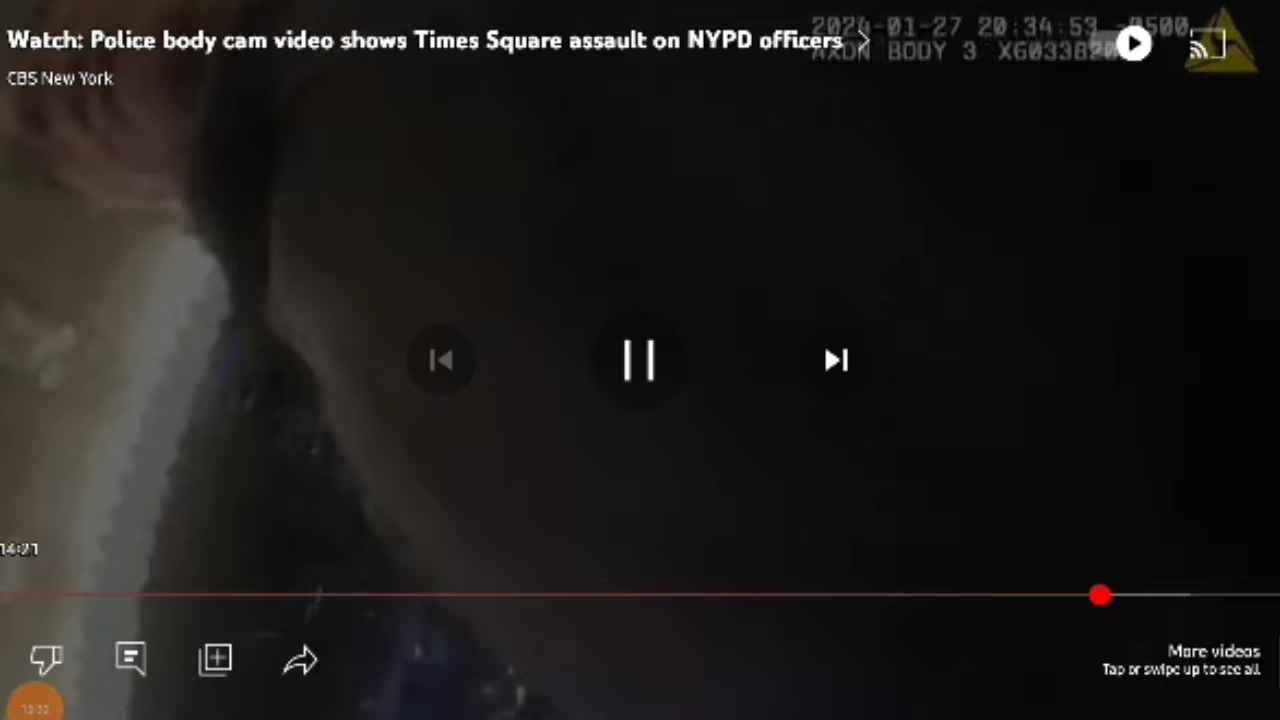 Watch: Police body cam video shows Times Square assault on NYPD officers
2024-01-27 20:34:53 -0500
AXON BODY 3
CBS New York
14:21
More videos
Tap or swipe up to see all